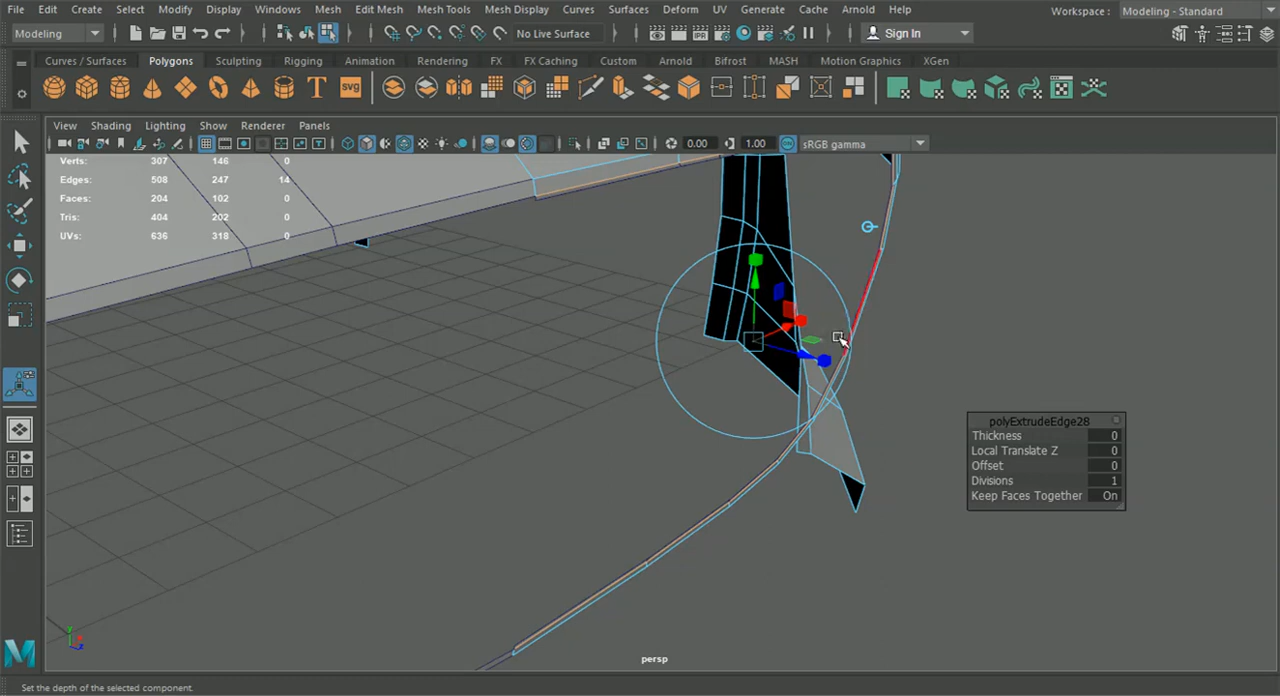 File Edit Create Select Modify Display Windows Mesh Edit Mesh Mesh Tools Mesh Display Curves Surfaces Deform UV Generate Cache Arnold Help Workspace: Modeling - Standard
Modeling No Live Surface Sign In
Curves / Surfaces Polygons Sculpting Rigging Animation Rendering FX FX Caching Custom Arnold Bifrost MASH Motion Graphics XGen
T svg
View Shading Lighting Show Renderer Panels
0.00 1.00 sRGB gamma
Verts: 307 146 0
Edges: 508 247 14
Faces: 204 102 0
Tris: 404 202 0
UVs: 636 318 0
polyExtrudeEdge28
Thickness 0
Local Translate Z 0
Offset 0
Divisions 1
Keep Faces Together On
persp
Set the depth of the selected component.